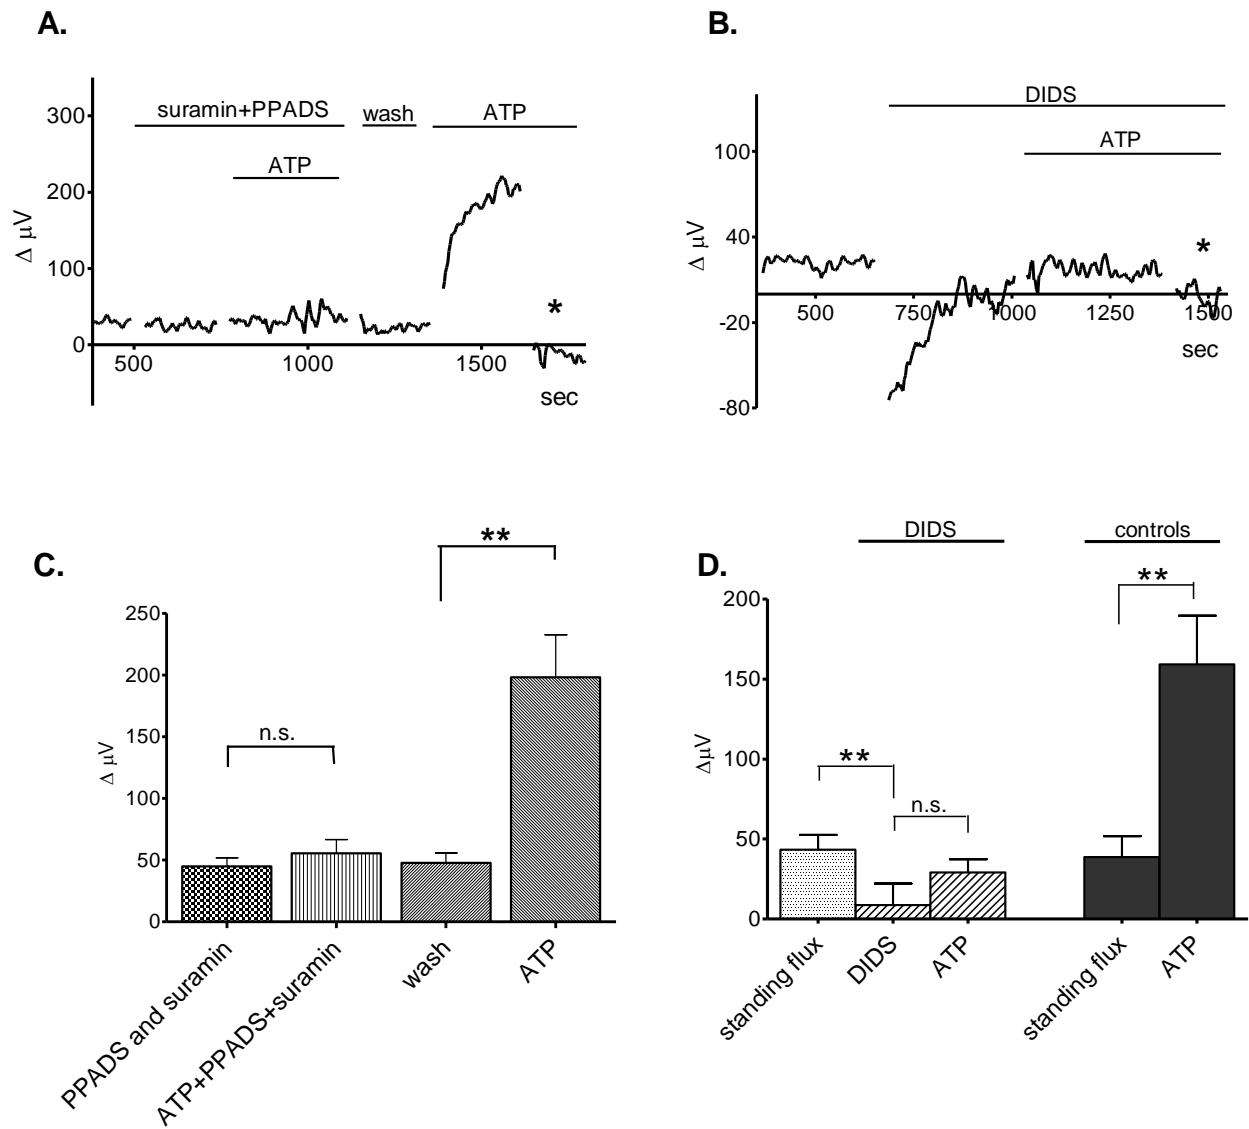 A.
suramin+PPADS
wash
ATP
ATP
300
200
100
0
Δ µV
500
1000
1500
*
sec
B.
DIDS
ATP
100
40
-20
-80
Δ µV
500
750
1000
1250
1500
*
sec
C.
**
n.s.
250
200
150
100
50
0
Δ µV
PPADS and suramin
ATP+PPADS+suramin
wash
ATP
D.
DIDS
controls
**
**
n.s.
200
150
100
50
0
ΔµV
standing flux
DIDS
ATP
standing flux
ATP